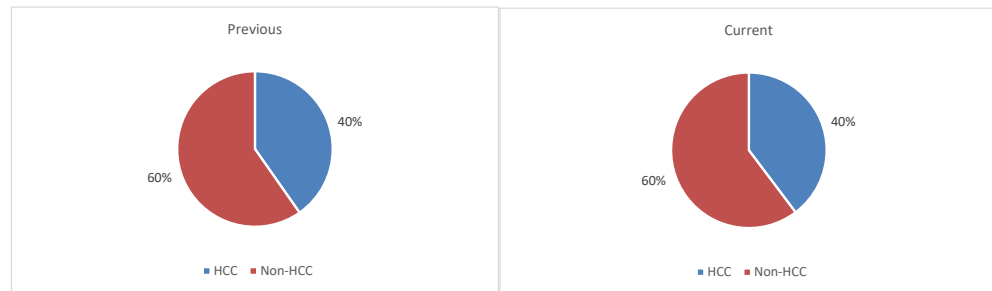 Previous
40%
60%
HCC Non-HCC
Current
40%
60%
HCC Non-HCC